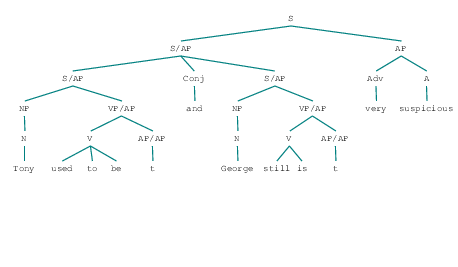 S
S/AP AP
S/AP Conj S/AP Adv A
NP VP/AP and NP VP/AP very suspicious
N V AP/AP N V AP/AP
Tony used to be t George still is t